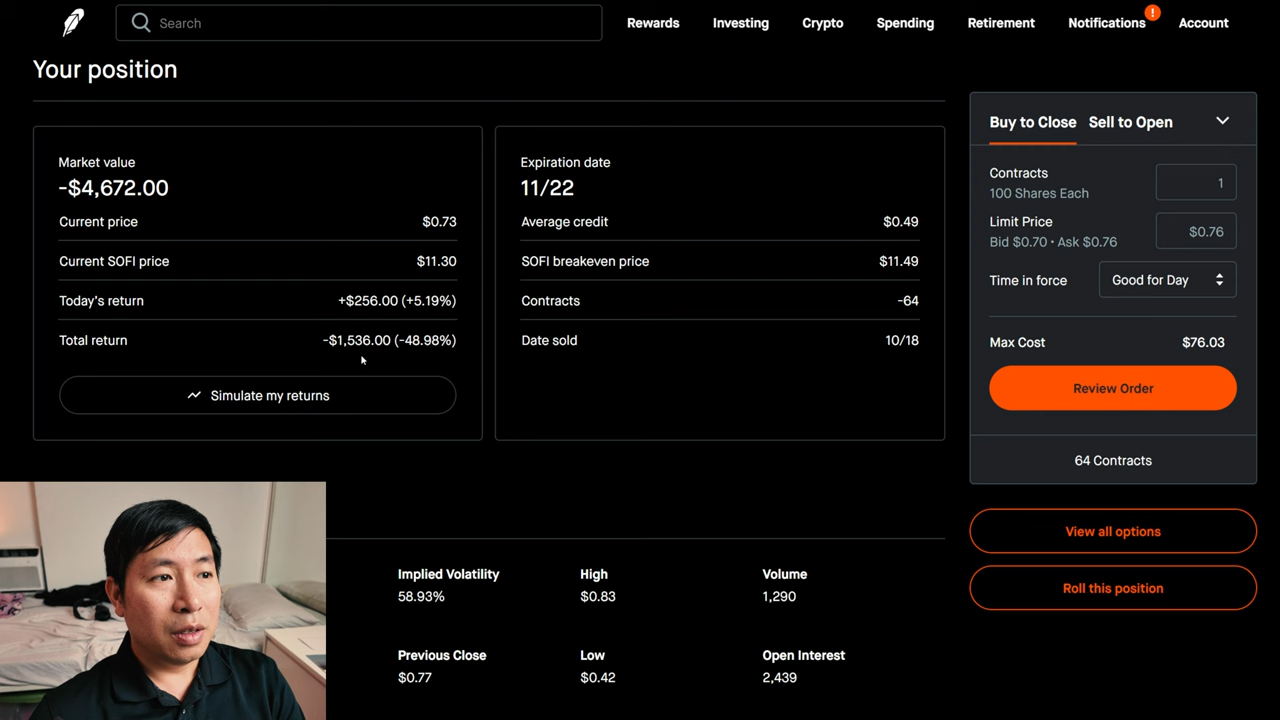 Search
Rewards
Investing
Crypto
Spending
Retirement
Notifications
!
Account
Your position
Market value
-$4,672.00
Current price $0.73
Current SOFI price $11.30
Today's return +$256.00 (+5.19%)
Total return -$1,536.00 (-48.98%)
Simulate my returns
Expiration date
11/22
Average credit $0.49
SOFI breakeven price $11.49
Contracts -64
Date sold 10/18
Buy to Close Sell to Open
Contracts 1
100 Shares Each
Limit Price $0.76
Bid $0.70 • Ask $0.76
Time in force Good for Day
Max Cost $76.03
Review Order
64 Contracts
View all options
Roll this position
Implied Volatility High Volume
58.93% $0.83 1,290
Previous Close Low Open Interest
$0.77 $0.42 2,439